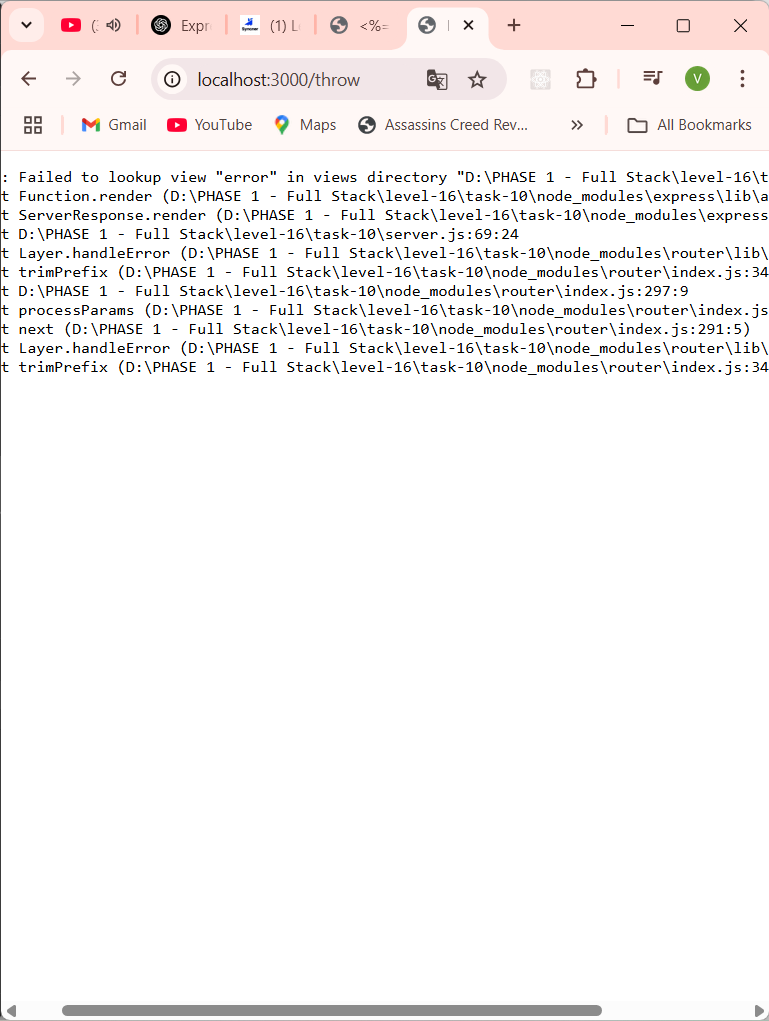 (3
Expr
(1) L
<%=
localhost:3000/throw
V
Gmail
YouTube
Maps
Assassins Creed Rev...
All Bookmarks
: Failed to lookup view "error" in views directory "D:\PHASE 1 - Full Stack\level-16\t
t Function.render (D:\PHASE 1 - Full Stack\level-16\task-10\node_modules\express\lib\a
t ServerResponse.render (D:\PHASE 1 - Full Stack\level-16\task-10\node_modules\express
t D:\PHASE 1 - Full Stack\level-16\task-10\server.js:69:24
t Layer.handleError (D:\PHASE 1 - Full Stack\level-16\task-10\node_modules\router\lib\
t trimPrefix (D:\PHASE 1 - Full Stack\level-16\task-10\node_modules\router\index.js:34
t D:\PHASE 1 - Full Stack\level-16\task-10\node_modules\router\index.js:297:9
t processParams (D:\PHASE 1 - Full Stack\level-16\task-10\node_modules\router\index.js
t next (D:\PHASE 1 - Full Stack\level-16\task-10\node_modules\router\index.js:291:5)
t Layer.handleError (D:\PHASE 1 - Full Stack\level-16\task-10\node_modules\router\lib\
t trimPrefix (D:\PHASE 1 - Full Stack\level-16\task-10\node_modules\router\index.js:34